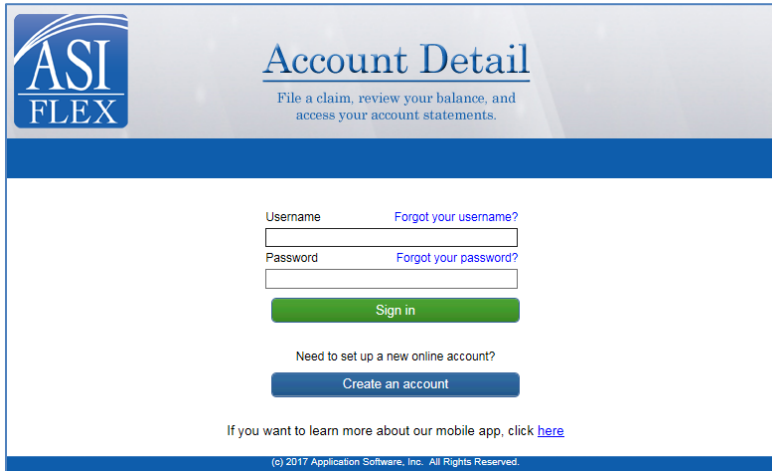 ASI
FLEX
Account Detail
File a claim, review your balance, and
access your account statements.
Username Forgot your username?
Password Forgot your password?
Sign in
Need to set up a new online account?
Create an account
If you want to learn more about our mobile app, click here
(c) 2017 Application Software, Inc. All Rights Reserved.